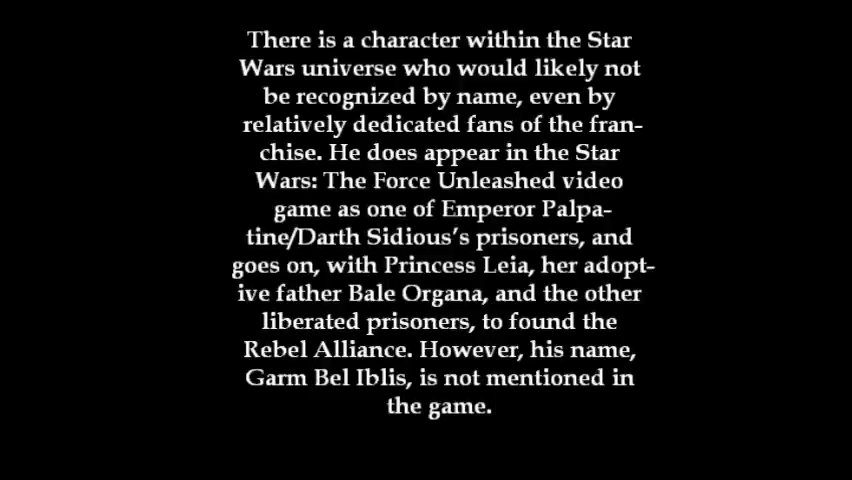 There is a character within the Star
Wars universe who would likely not
be recognized by name, even by
relatively dedicated fans of the fran-
chise. He does appear in the Star
Wars: The Force Unleashed video
game as one of Emperor Palpa-
tine/Darth Sidious's prisoners, and
goes on, with Princess Leia, her adopt-
ive father Bale Organa, and the other
liberated prisoners, to found the
Rebel Alliance. However, his name,
Garm Bel Iblis, is not mentioned in
the game.